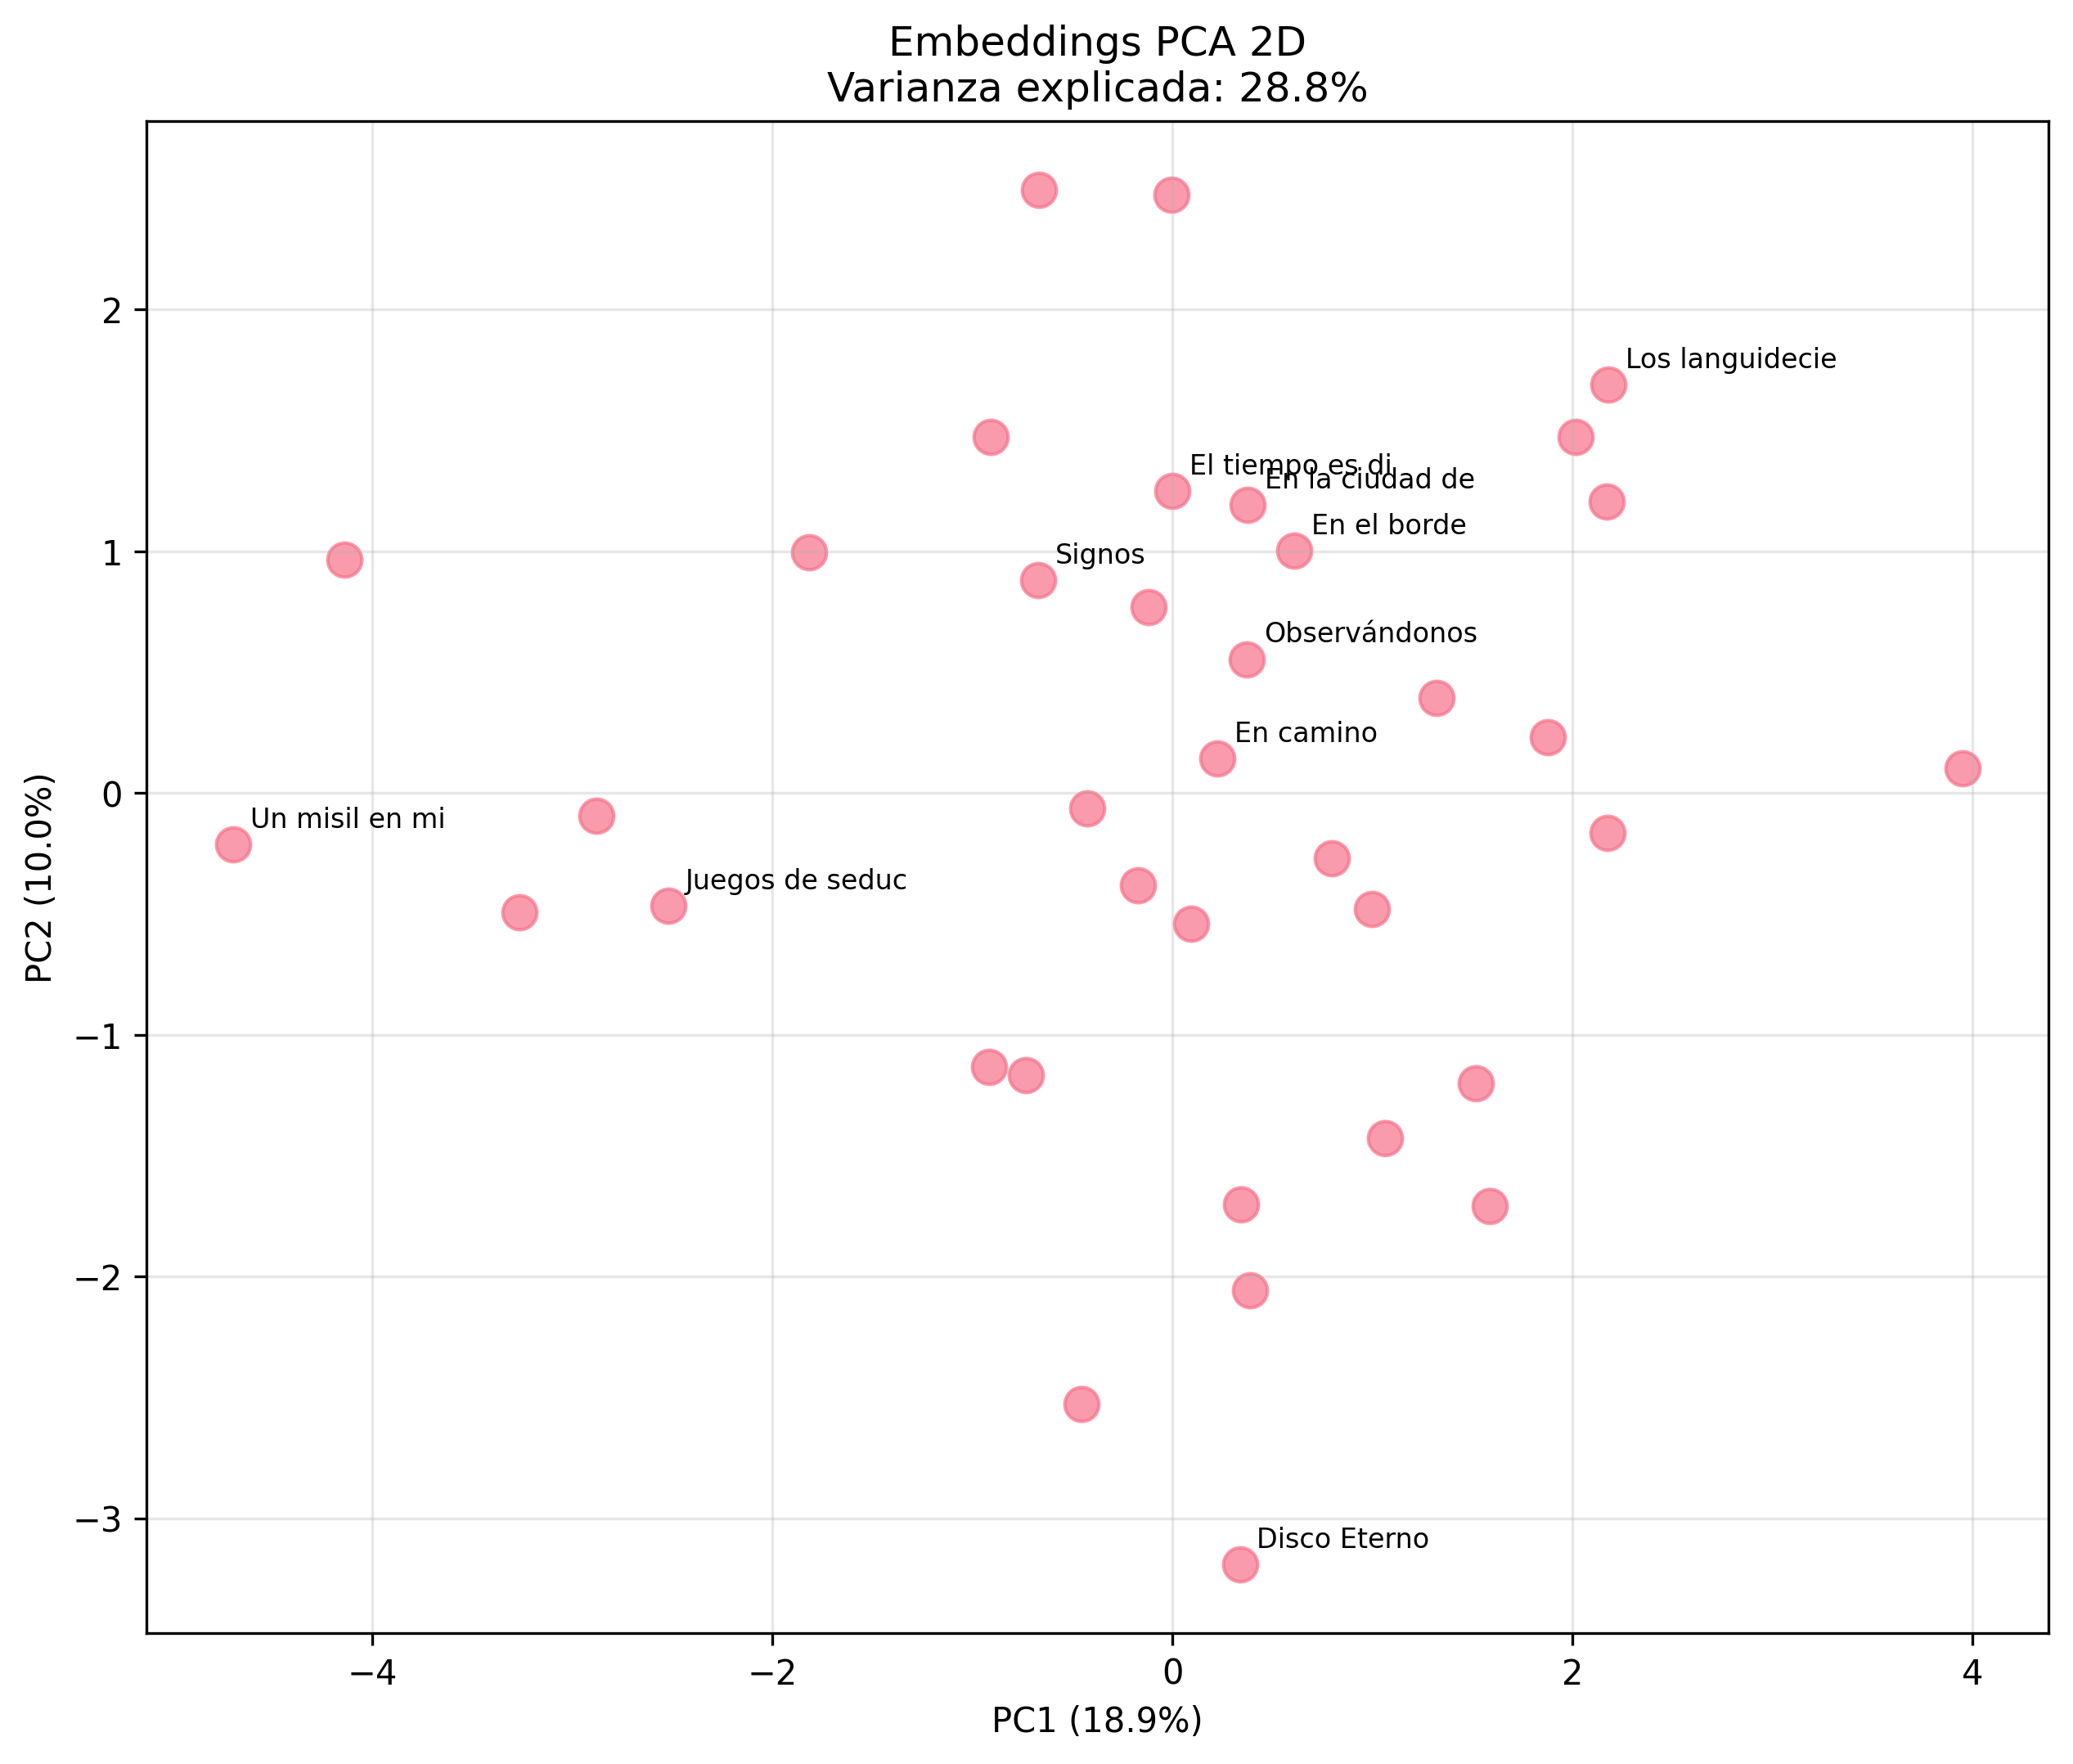 Embeddings PCA 2D
Varianza explicada: 28.8%
Los languidecie
El tiempo es di
En la ciudad de
En el borde
Signos
Observándonos
En camino
Un misil en mi
Juegos de seduc
Disco Eterno
2
1
0
−1
−2
−3
PC2 (10.0%)
−4
−2
0
2
4
PC1 (18.9%)